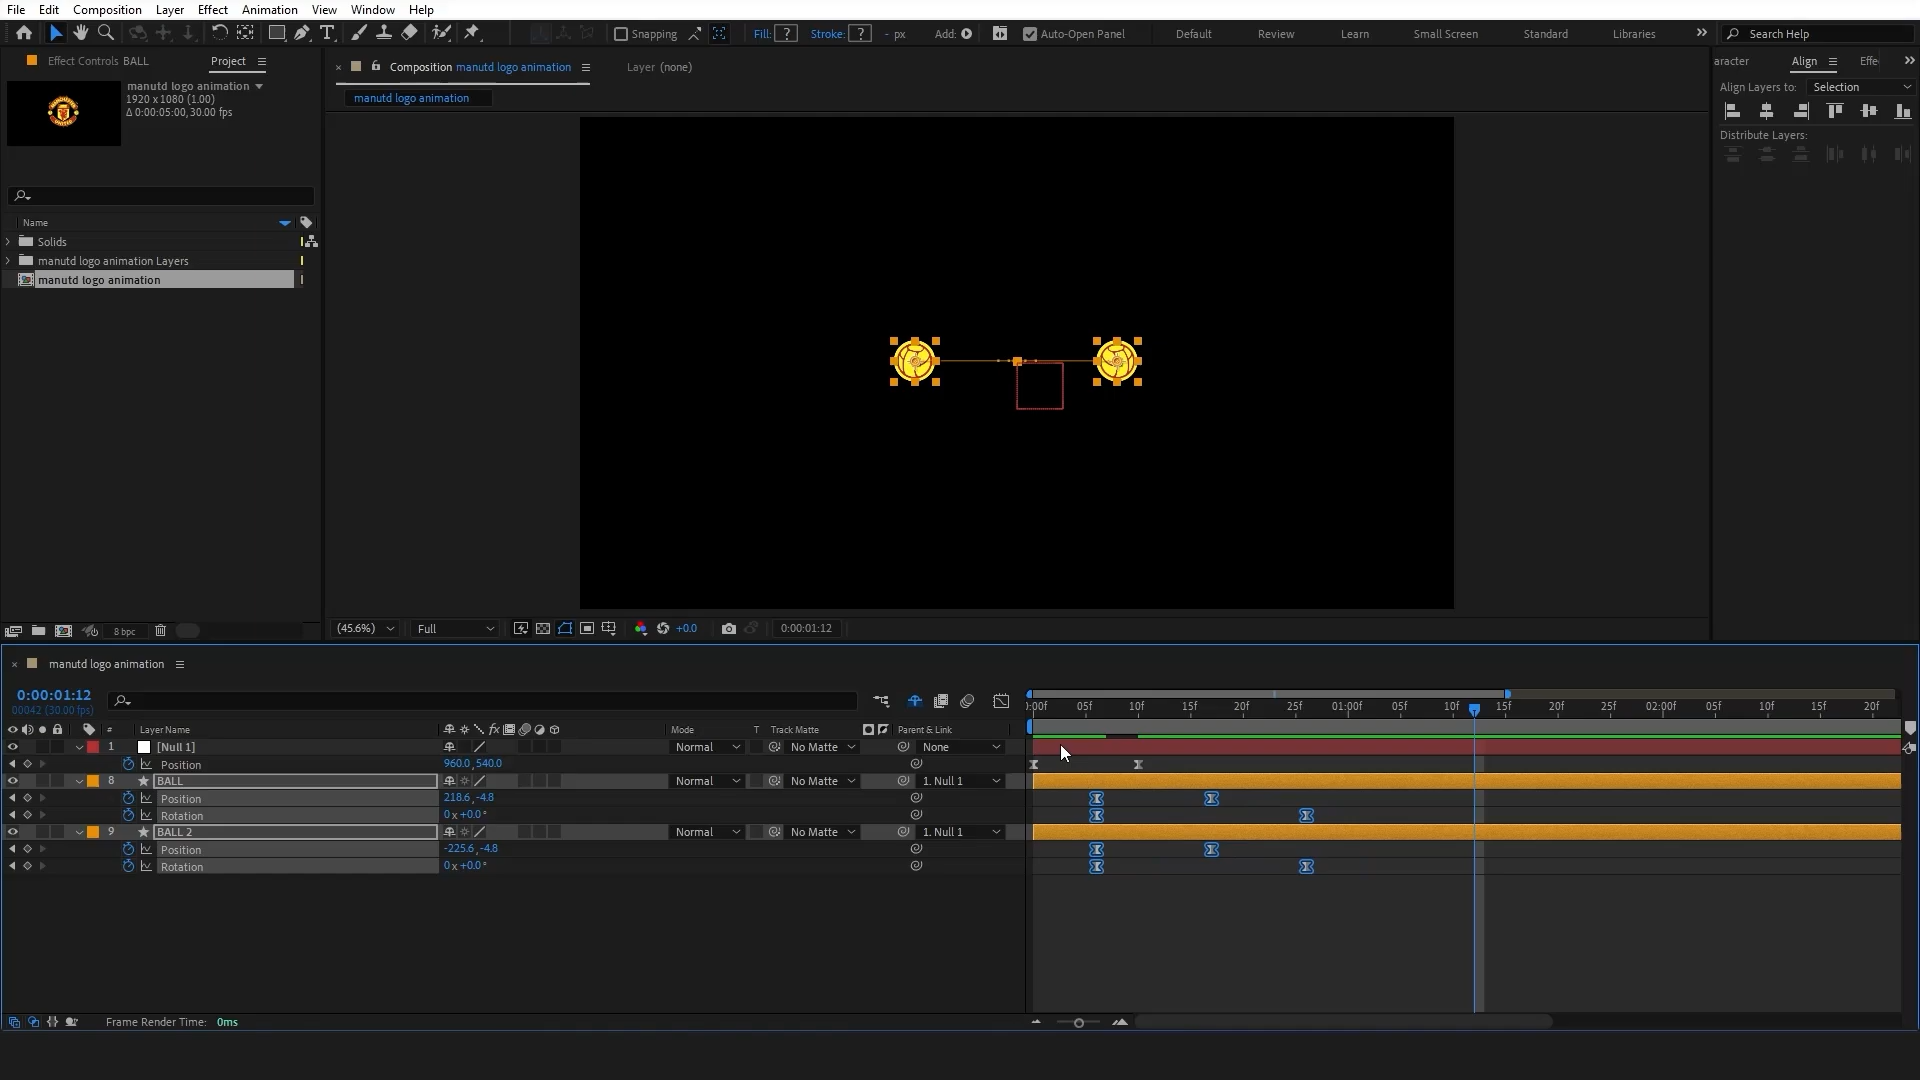 File Edit Composition Layer Effect Animation View Window Help
Snapping Fill: ? Stroke: ? - px Add: Auto-Open Panel Default Review Learn Small Screen Standard Libraries Search Help
Effect Controls BALL Project
Composition manutd logo animation Layer (none)
aracter Align Effe
manutd logo animation
1920 x 1080 (1.00)
Δ 0:00:05:00, 30.00 fps
manutd logo animation
Align Layers to: Selection
Distribute Layers:
Name
Solids
manutd logo animation Layers
manutd logo animation
8 bpc
(45.6%) Full +0.0 0:00:01:12
manutd logo animation
0:00:01:12
00042 (30.00 fps)
):00f 05f 10f 15f 20f 25f 01:00f 05f 10f 15f 20f 25f 02:00f 05f 10f 15f 20f
# Layer Name fx Mode T Track Matte Parent & Link
1 [Null 1] Normal No Matte None
Position 960.0, 540.0
8 BALL Normal No Matte 1. Null 1
Position 218.6, -4.8
Rotation 0 x +0.0 °
9 BALL 2 Normal No Matte 1. Null 1
Position -225.6, -4.8
Rotation 0 x +0.0 °
Frame Render Time: 0ms